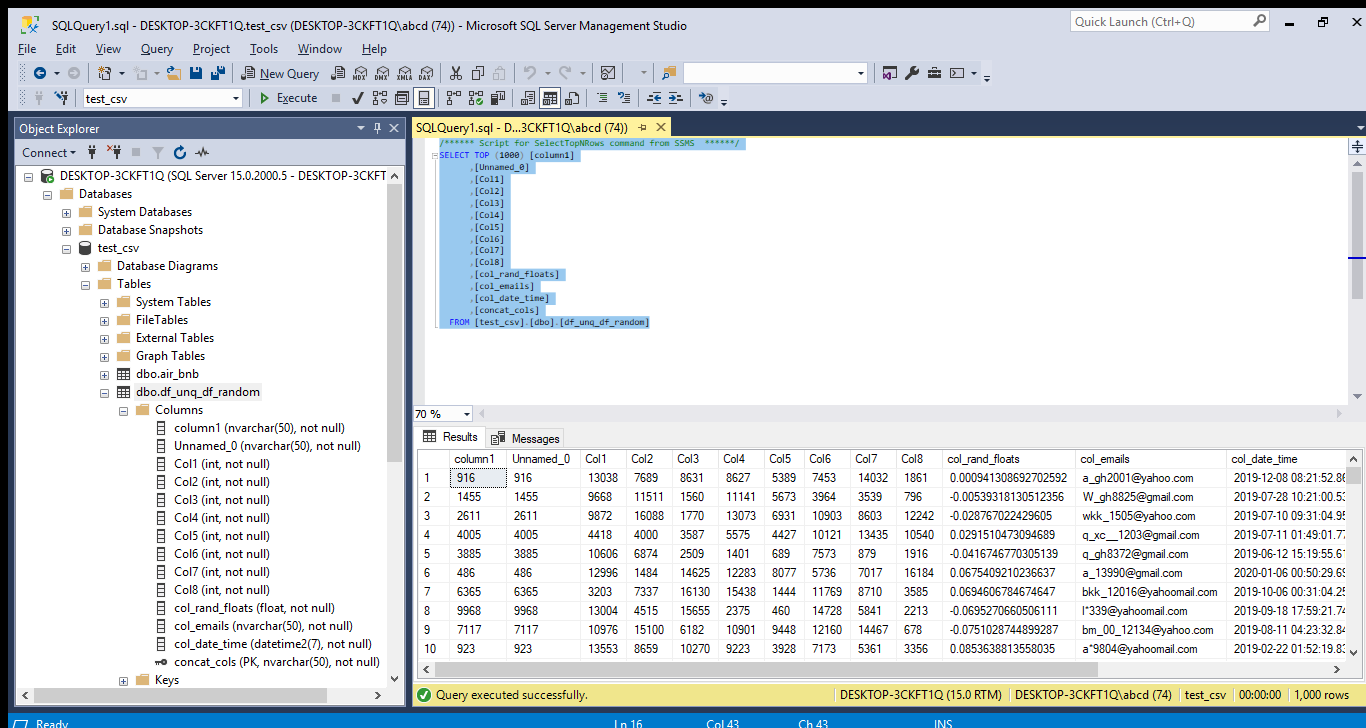 SQLQuery1.sql - DESKTOP-3CKFT1Q.test_csv (DESKTOP-3CKFT1Q\abcd (74)) - Microsoft SQL Server Management Studio
Quick Launch (Ctrl+Q)
File Edit View Query Project Tools Window Help
New Query MDX DMX XMLA DAX
test_csv Execute
Object Explorer
Connect
DESKTOP-3CKFT1Q (SQL Server 15.0.2000.5 - DESKTOP-3CKFT
Databases
System Databases
Database Snapshots
test_csv
Database Diagrams
Tables
System Tables
FileTables
External Tables
Graph Tables
dbo.air_bnb
dbo.df_unq_df_random
Columns
column1 (nvarchar(50), not null)
Unnamed_0 (nvarchar(50), not null)
Col1 (int, not null)
Col2 (int, not null)
Col3 (int, not null)
Col4 (int, not null)
Col5 (int, not null)
Col6 (int, not null)
Col7 (int, not null)
Col8 (int, not null)
col_rand_floats (float, not null)
col_emails (nvarchar(50), not null)
col_date_time (datetime2(7), not null)
concat_cols (PK, nvarchar(50), not null)
Keys
SQLQuery1.sql - D...3CKFT1Q\abcd (74))
/****** Script for SelectTopNRows command from SSMS  ******/
SELECT TOP (1000) [column1]
,[Unnamed_0]
,[Col1]
,[Col2]
,[Col3]
,[Col4]
,[Col5]
,[Col6]
,[Col7]
,[Col8]
,[col_rand_floats]
,[col_emails]
,[col_date_time]
,[concat_cols]
FROM [test_csv].[dbo].[df_unq_df_random]
70 %
Results Messages
column1 Unnamed_0 Col1 Col2 Col3 Col4 Col5 Col6 Col7 Col8 col_rand_floats col_emails col_date_time
1 916 916 13038 7689 8631 8627 5389 7453 14032 1861 0.000941308692702592 a_gh2001@yahoo.com 2019-12-08 08:21:52.86
2 1455 1455 9668 11511 1560 11141 5673 3964 3539 796 -0.00539318130512356 W_gh8825@gmail.com 2019-07-28 10:21:00.53
3 2611 2611 9872 16088 1770 13073 6931 10903 8603 12242 -0.028767022429605 wkk_1505@yahoo.com 2019-07-10 09:31:04.95
4 4005 4005 4418 4000 3587 5575 4427 10121 13435 10540 0.0291510473094689 q_xc__1203@gmail.com 2019-07-11 01:49:01.77
5 3885 3885 10606 6874 2509 1401 689 7573 879 1916 -0.0416746770305139 q_gh8372@gmail.com 2019-06-12 15:19:55.61
6 486 486 12996 1484 14625 12283 8077 5736 7017 16184 0.0675409210236637 a_13990@gmail.com 2020-01-06 00:50:29.69
7 6365 6365 3203 7337 16130 15438 1444 11769 8710 3585 0.0694606784674647 bkk_12016@yahoomail.com 2019-10-06 00:31:04.25
8 9968 9968 13004 4515 15655 2375 460 14728 5841 2213 -0.0695270660506111 l*339@yahoomail.com 2019-09-18 17:59:21.74
9 7117 7117 10976 15100 6182 10901 9448 12160 14467 678 -0.0751028744899287 bm_00_12134@yahoo.com 2019-08-11 04:23:32.84
10 923 923 13553 8659 10270 9223 3928 7173 5361 3356 0.0853638813558035 a*9804@yahoomail.com 2019-02-22 01:52:19.83
Query executed successfully. DESKTOP-3CKFT1Q (15.0 RTM) DESKTOP-3CKFT1Q\abcd (74) test_csv 00:00:00 1,000 rows
Ready Ln 16 Col 43 Ch 43 INS